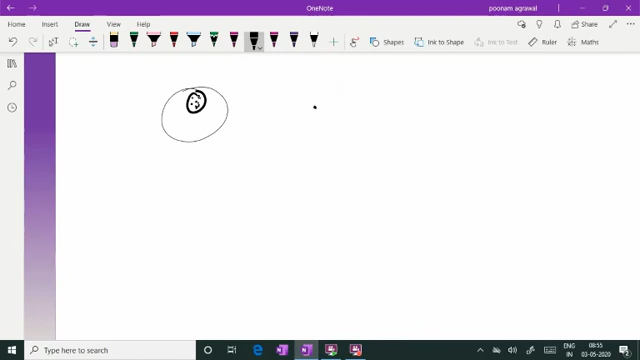 OneNote
poonam agrawal
Home Insert Draw View Help
Share
Shapes Ink to Shape Ink to Text Ruler Maths
Type here to search
ENG 08:55
IN 03-05-2020